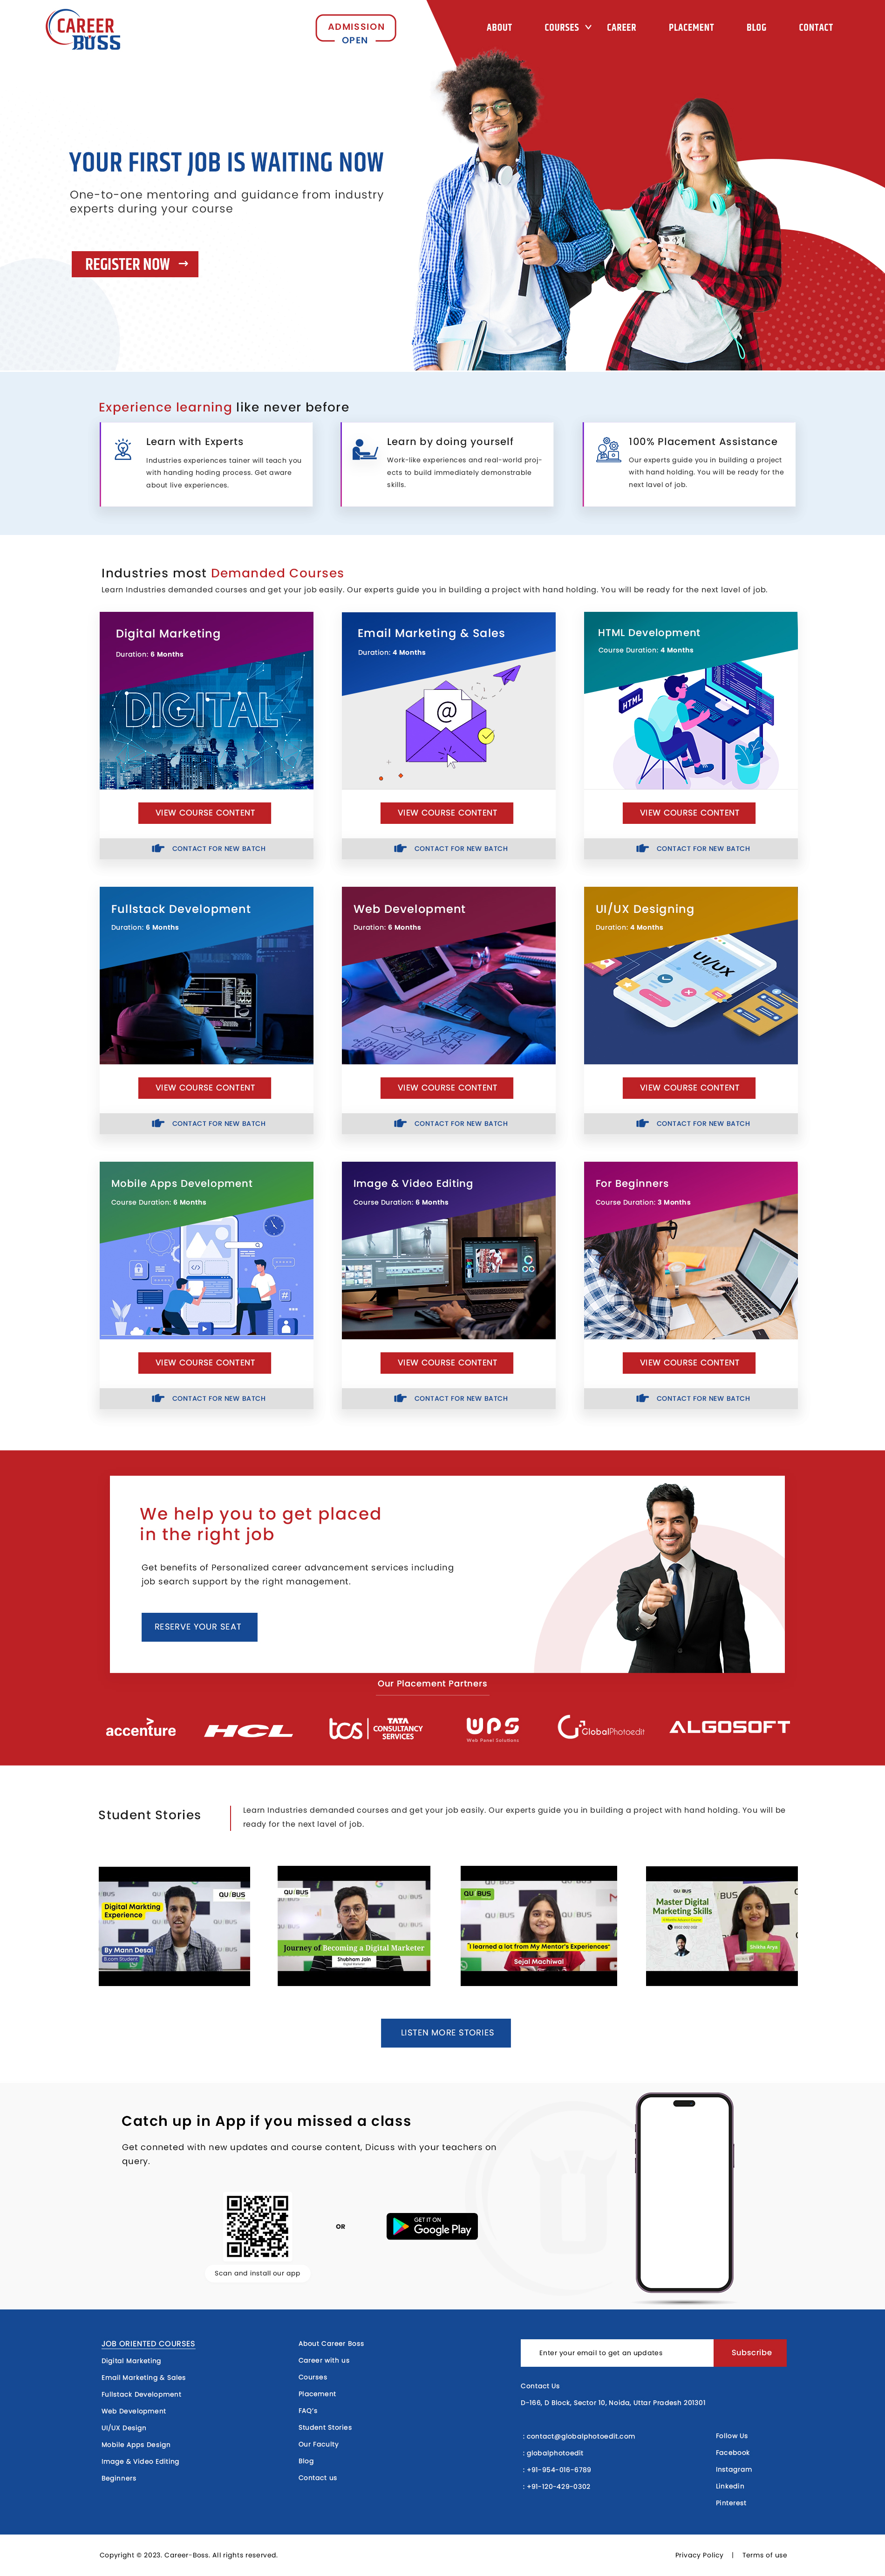 CAREER
BOSS
ADMISSION
OPEN
ABOUT
COURSES
CAREER
PLACEMENT
BLOG
CONTACT
YOUR FIRST JOB IS WAITING NOW
One-to-one mentoring and guidance from industry
experts during your course
REGISTER NOW →
Experience learning like never before
Learn with Experts
Industries experiences tainer will teach you
with handing hoding process. Get aware
about live experiences.
Learn by doing yourself
Work-like experiences and real-world proj-
ects to build immediately demonstrable
skills.
100% Placement Assistance
Our experts guide you in building a project
with hand holding, You will be ready for the
next lavel of job.
Industries most Demanded Courses
Learn Industries demanded courses and get your job easily. Our experts guide you in building a project with hand holding. You will be ready for the next lavel of job.
Digital Marketing
Duration: 6 Months
DIGITAL
VIEW COURSE CONTENT
CONTACT FOR NEW BATCH
Email Marketing & Sales
Duration: 4 Months
@
VIEW COURSE CONTENT
CONTACT FOR NEW BATCH
HTML Development
Course Duration: 4 Months
HTML
VIEW COURSE CONTENT
CONTACT FOR NEW BATCH
Fullstack Development
Duration: 6 Months
VIEW COURSE CONTENT
CONTACT FOR NEW BATCH
Web Development
Duration: 6 Months
VIEW COURSE CONTENT
CONTACT FOR NEW BATCH
UI/UX Designing
Duration: 4 Months
UI/UX
VIEW COURSE CONTENT
CONTACT FOR NEW BATCH
Mobile Apps Development
Course Duration: 6 Months
VIEW COURSE CONTENT
CONTACT FOR NEW BATCH
Image & Video Editing
Course Duration: 6 Months
VIEW COURSE CONTENT
CONTACT FOR NEW BATCH
For Beginners
Course Duration: 3 Months
VIEW COURSE CONTENT
CONTACT FOR NEW BATCH
We help you to get placed
in the right job
Get benefits of Personalized career advancement services including
job search support by the right management.
RESERVE YOUR SEAT
Our Placement Partners
accenture
HCL
tcs TATA
CONSULTANCY
SERVICES
WPS
Web Panel Solutions
GlobalPhotoedit
ALGOSOFT
Student Stories
Learn Industries demanded courses and get your job easily. Our experts guide you in building a project with hand holding. You will be
ready for the next lavel of job.
QUIBUS
Digital Markting
Experience
By Mann Desai
B.com Student
QUIBUS
Journey of Becoming a Digital Marketer
Shubham Jain
QUIBUS
"I learned a lot from My Mentor's Experiences"
Sejal Machiwal
QUIBUS
Master Digital
Marketing Skills
Shikha Arya
LISTEN MORE STORIES
Catch up in App if you missed a class
Get conneted with new updates and course content, Dicuss with your teachers on
query.
OR
GET IT ON
Google Play
Scan and install our app
JOB ORIENTED COURSES
Digital Marketing
Email Marketing & Sales
Fullstack Development
Web Development
UI/UX Design
Mobile Apps Design
Image & Video Editing
Beginners
About Career Boss
Career with us
Courses
Placement
FAQ's
Student Stories
Our Faculty
Blog
Contact us
Enter your email to get an updates
Subscribe
Contact Us
D-166, D Block, Sector 10, Noida, Uttar Pradesh 201301
: contact@globalphotoedit.com
: globalphotoedit
: +91-954-016-6789
: +91-120-429-0302
Follow Us
Facebook
Instagram
Linkedin
Pinterest
Copyright © 2023. Career-Boss. All rights reserved.
Privacy Policy | Terms of use